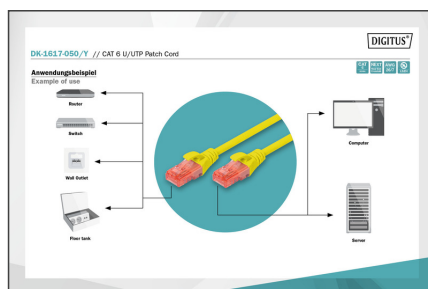 DIGITUS®
DK-1617-050/Y // CAT 6 U/UTP Patch Cord
Anwendungsbeispiel
Example of use
Router
Switch
Wall Outlet
Floor tank
Computer
Server